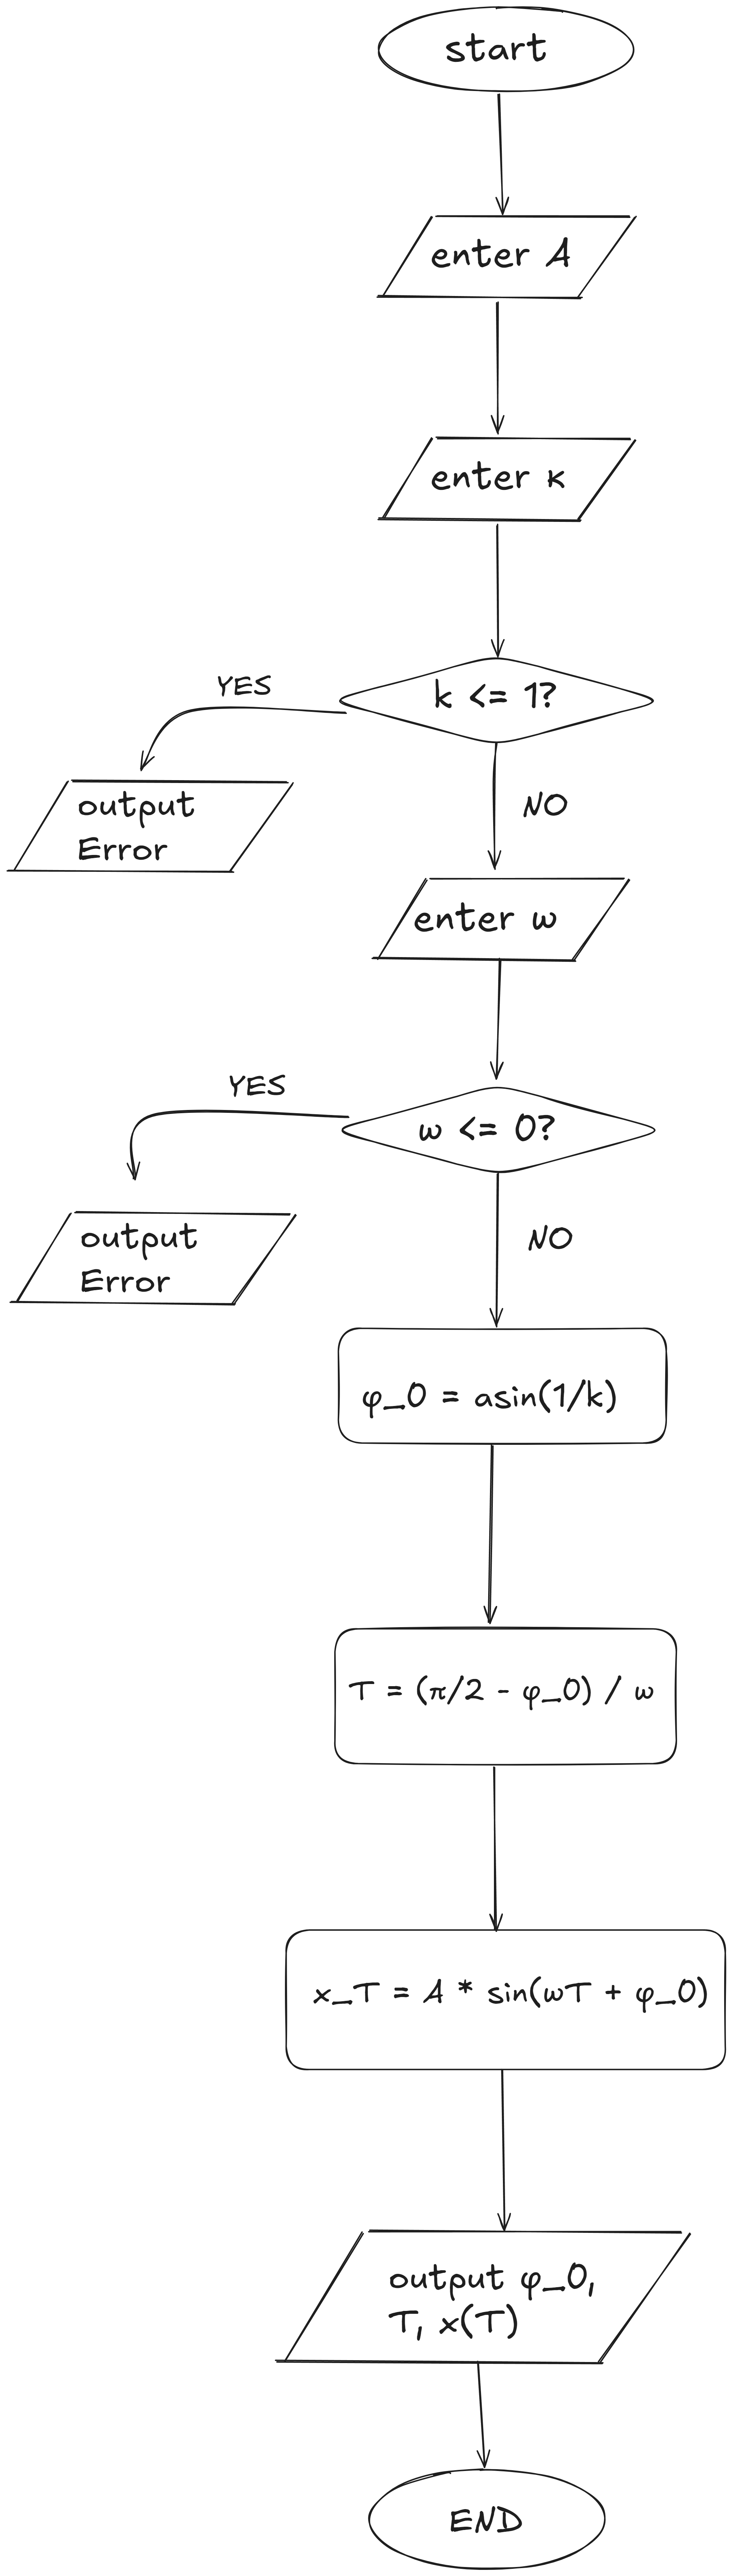 start
enter A
enter k
k <= 1?
YES
output
Error
NO
enter ω
YES
ω <= 0?
output
Error
NO
φ_0 = asin(1/k)
T = (π/2 - φ_0) / ω
x_T = A * sin(ωT + φ_0)
output φ_0,
T, x(T)
END